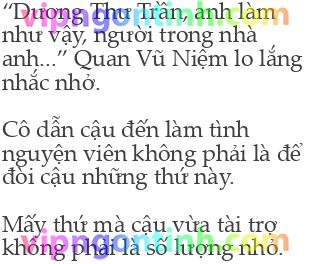 “Dương Thư Trần, anh làm
như vậy, người trong nhà
anh...” Quan Vũ Niệm lo lắng
nhắc nhở.
Cô dẫn cậu đến làm tình
nguyện viên không phải là để
đòi cậu những thứ này.
Mấy thứ mà cậu vừa tài trợ
không phải là số lượng nhỏ.
vipngontinh.com
vipngontinh.com